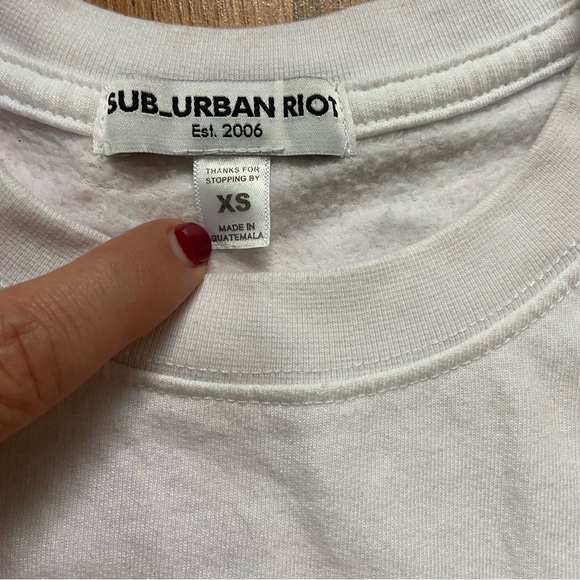 SUB_URBAN RIOT
Est. 2006
THANKS FOR
STOPPING BY
XS
MADE IN
GUATEMALA